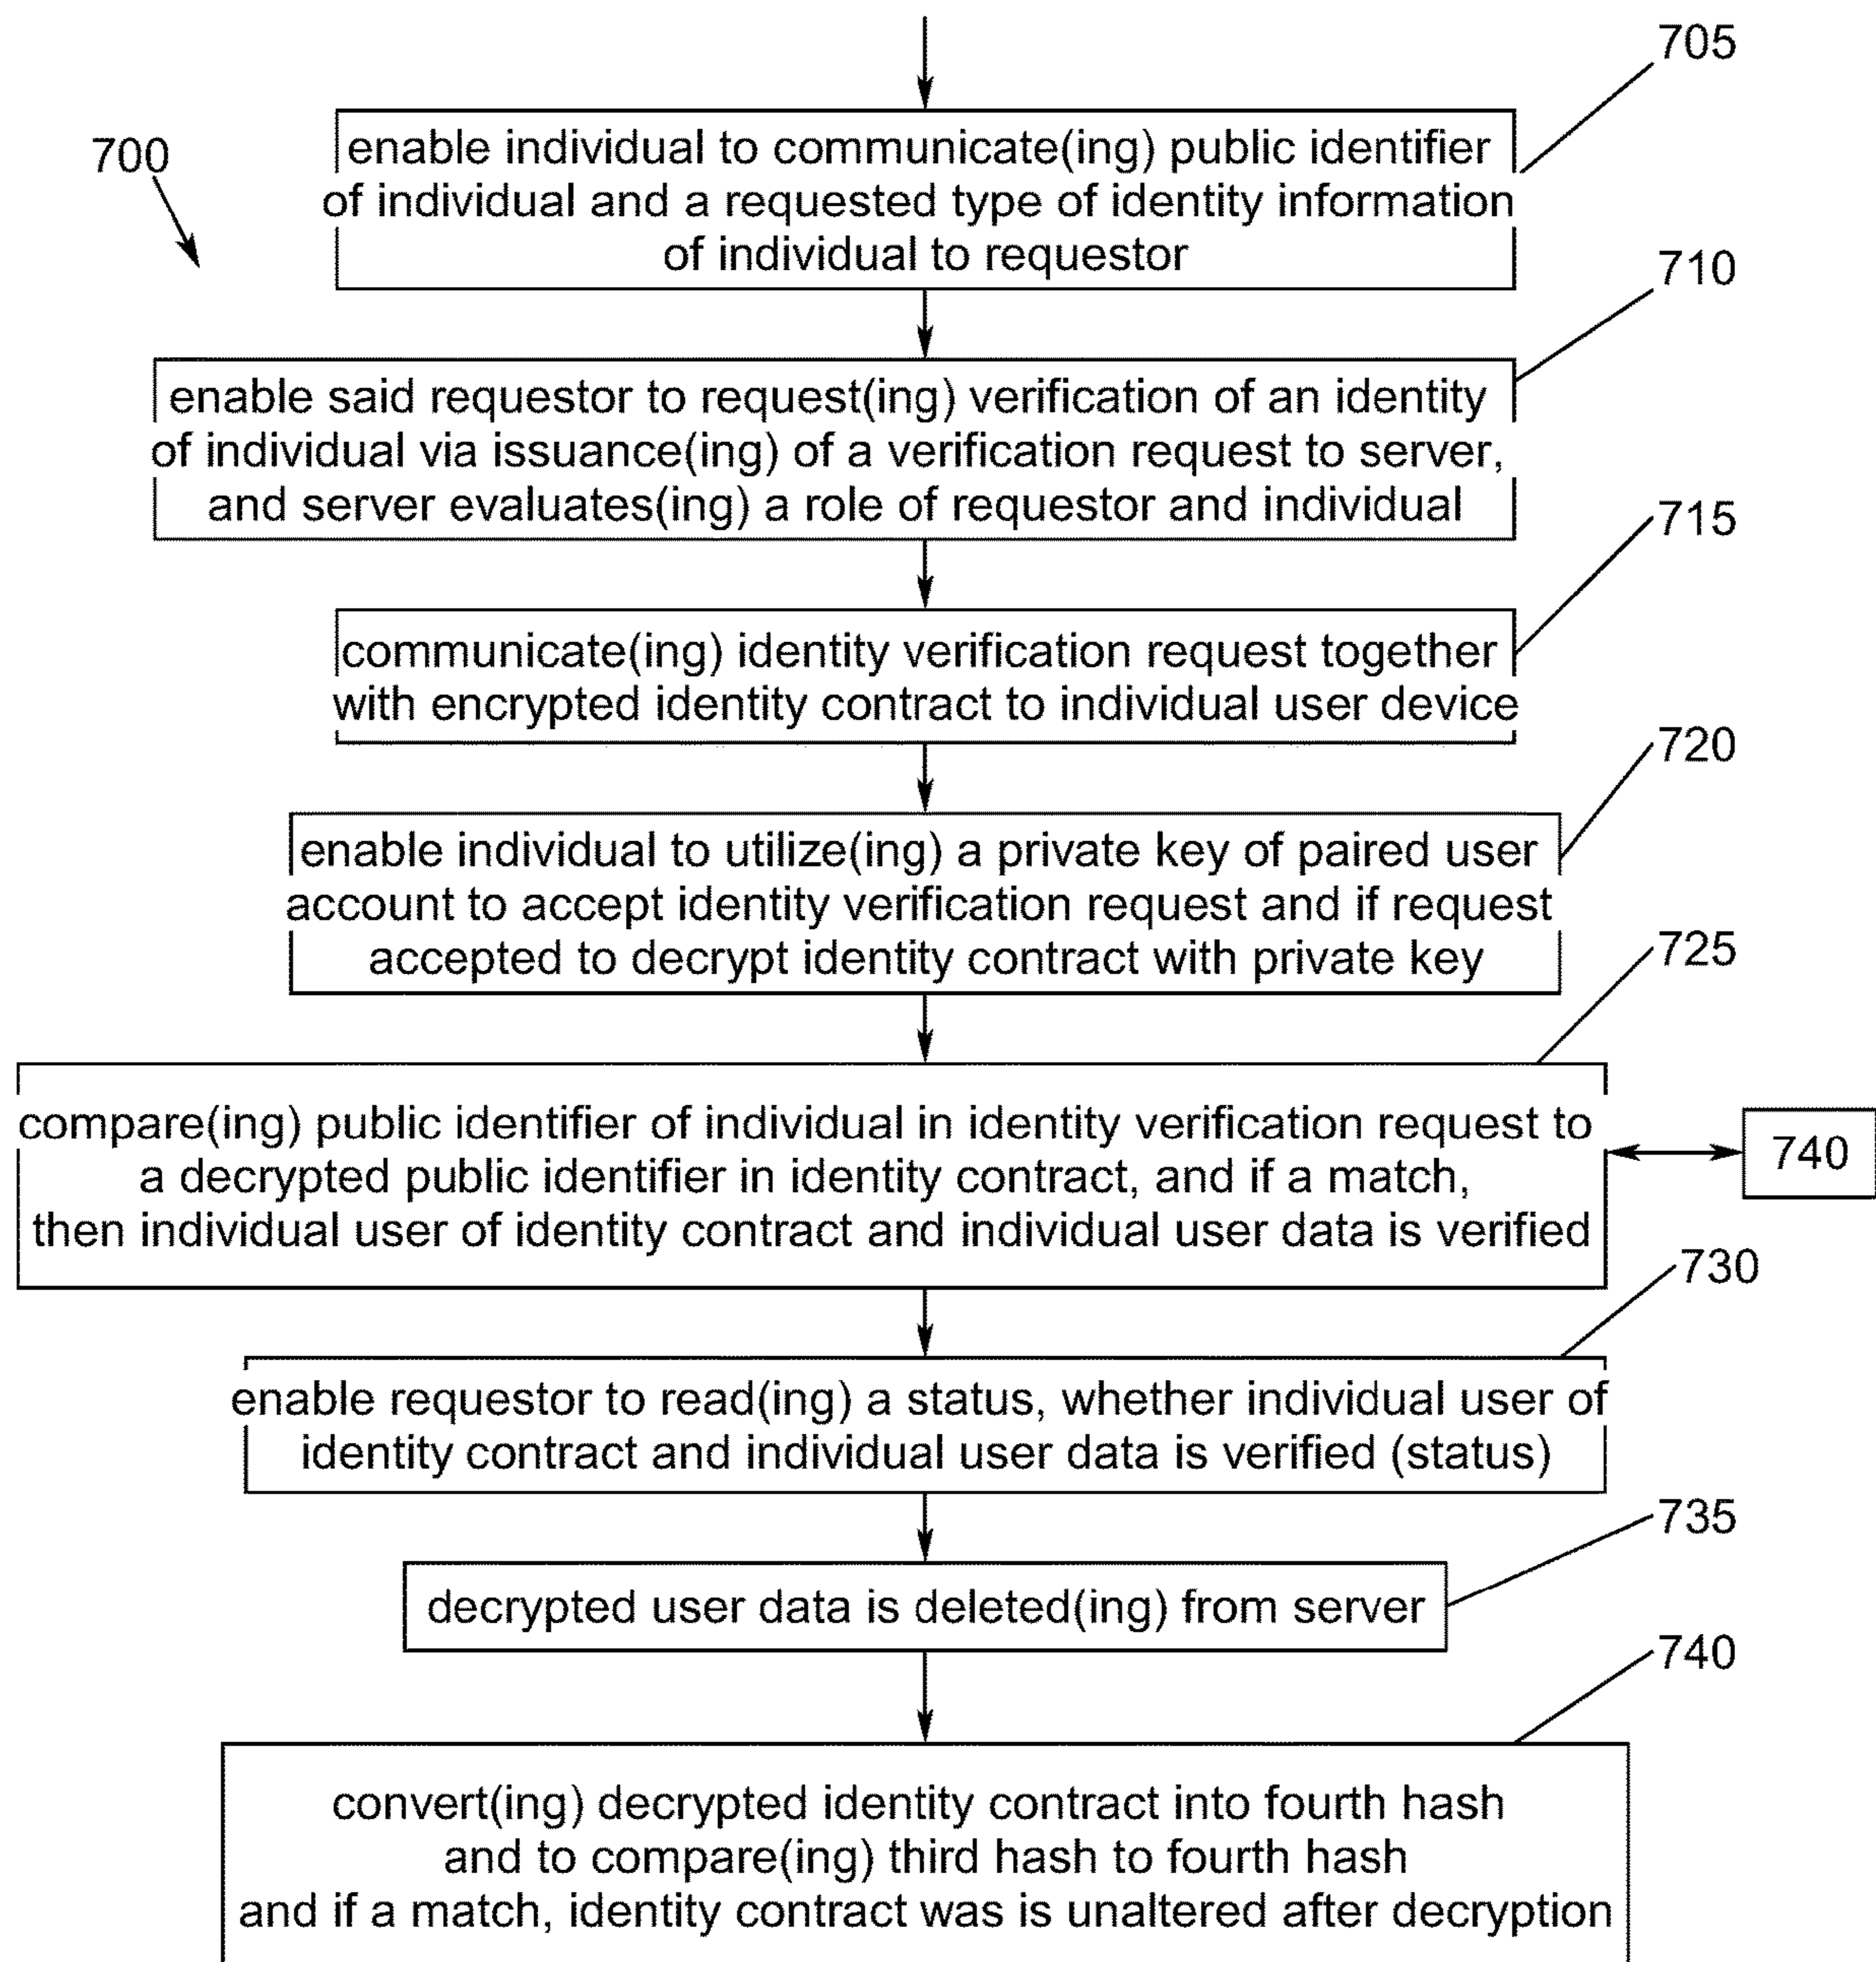 705
700
enable individual to communicate(ing) public identifier
of individual and a requested type of identity information
of individual to requestor
710
enable said requestor to request(ing) verification of an identity
of individual via issuance(ing) of a verification request to server,
and server evaluates(ing) a role of requestor and individual
715
communicate(ing) identity verification request together
with encrypted identity contract to individual user device
720
enable individual to utilize(ing) a private key of paired user
account to accept identity verification request and if request
accepted to decrypt identity contract with private key
725
compare(ing) public identifier of individual in identity verification request to
a decrypted public identifier in identity contract, and if a match,
then individual user of identity contract and individual user data is verified
740
730
enable requestor to read(ing) a status, whether individual user of
identity contract and individual user data is verified (status)
735
decrypted user data is deleted(ing) from server
740
convert(ing) decrypted identity contract into fourth hash
and to compare(ing) third hash to fourth hash
and if a match, identity contract was is unaltered after decryption